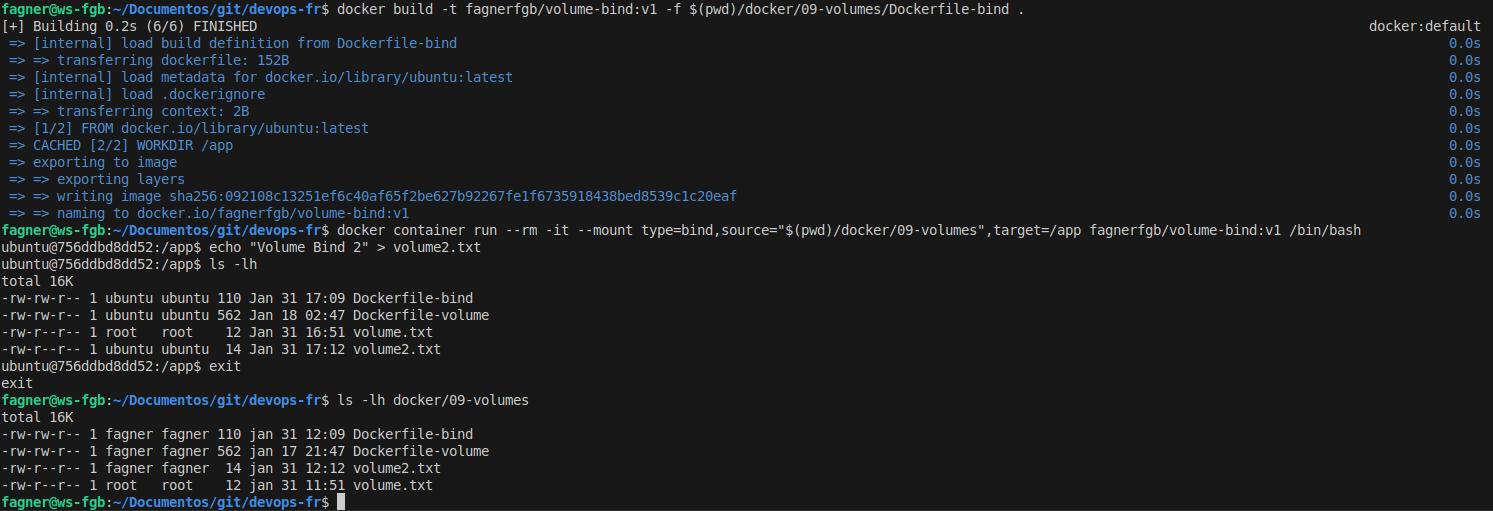 fagner@ws-fgb:~/Documentos/git/devops-fr$ docker build -t fagnerfgb/volume-bind:v1 -f $(pwd)/docker/09-volumes/Dockerfile-bind .
[+] Building 0.2s (6/6) FINISHED docker:default
=> [internal] load build definition from Dockerfile-bind 0.0s
=> => transferring dockerfile: 152B 0.0s
=> [internal] load metadata for docker.io/library/ubuntu:latest 0.0s
=> [internal] load .dockerignore 0.0s
=> => transferring context: 2B 0.0s
=> [1/2] FROM docker.io/library/ubuntu:latest 0.0s
=> CACHED [2/2] WORKDIR /app 0.0s
=> exporting to image 0.0s
=> => exporting layers 0.0s
=> => writing image sha256:092108c13251ef6c40af65f2be627b92267fe1f6735918438bed8539c1c20eaf 0.0s
=> => naming to docker.io/fagnerfgb/volume-bind:v1 0.0s
fagner@ws-fgb:~/Documentos/git/devops-fr$ docker container run --rm -it --mount type=bind,source="$(pwd)/docker/09-volumes",target=/app fagnerfgb/volume-bind:v1 /bin/bash
ubuntu@756ddbd8dd52:/app$ echo "Volume Bind 2" > volume2.txt
ubuntu@756ddbd8dd52:/app$ ls -lh
total 16K
-rw-rw-r-- 1 ubuntu ubuntu 110 Jan 31 17:09 Dockerfile-bind
-rw-rw-r-- 1 ubuntu ubuntu 562 Jan 18 02:47 Dockerfile-volume
-rw-r--r-- 1 root   root    12 Jan 31 16:51 volume.txt
-rw-r--r-- 1 ubuntu ubuntu  14 Jan 31 17:12 volume2.txt
ubuntu@756ddbd8dd52:/app$ exit
exit
fagner@ws-fgb:~/Documentos/git/devops-fr$ ls -lh docker/09-volumes
total 16K
-rw-rw-r-- 1 fagner fagner 110 jan 31 12:09 Dockerfile-bind
-rw-rw-r-- 1 fagner fagner 562 jan 17 21:47 Dockerfile-volume
-rw-r--r-- 1 fagner fagner  14 jan 31 12:12 volume2.txt
-rw-r--r-- 1 root   root    12 jan 31 11:51 volume.txt
fagner@ws-fgb:~/Documentos/git/devops-fr$